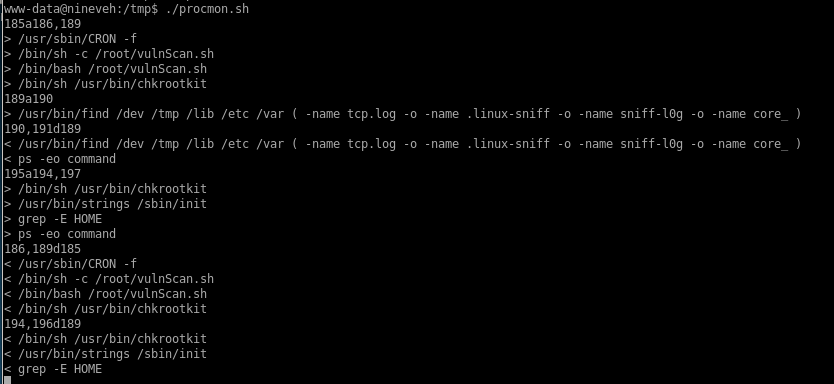 www-data@nineveh:/tmp$ ./procmon.sh
185a186,189
> /usr/sbin/CRON -f
> /bin/sh -c /root/vulnScan.sh
> /bin/bash /root/vulnScan.sh
> /bin/sh /usr/bin/chkrootkit
189a190
> /usr/bin/find /dev /tmp /lib /etc /var ( -name tcp.log -o -name .linux-sniff -o -name sniff-l0g -o -name core_ )
190,191d189
< /usr/bin/find /dev /tmp /lib /etc /var ( -name tcp.log -o -name .linux-sniff -o -name sniff-l0g -o -name core_ )
< ps -eo command
195a194,197
> /bin/sh /usr/bin/chkrootkit
> /usr/bin/strings /sbin/init
> grep -E HOME
> ps -eo command
186,189d185
< /usr/sbin/CRON -f
< /bin/sh -c /root/vulnScan.sh
< /bin/bash /root/vulnScan.sh
< /bin/sh /usr/bin/chkrootkit
194,196d189
< /bin/sh /usr/bin/chkrootkit
< /usr/bin/strings /sbin/init
< grep -E HOME